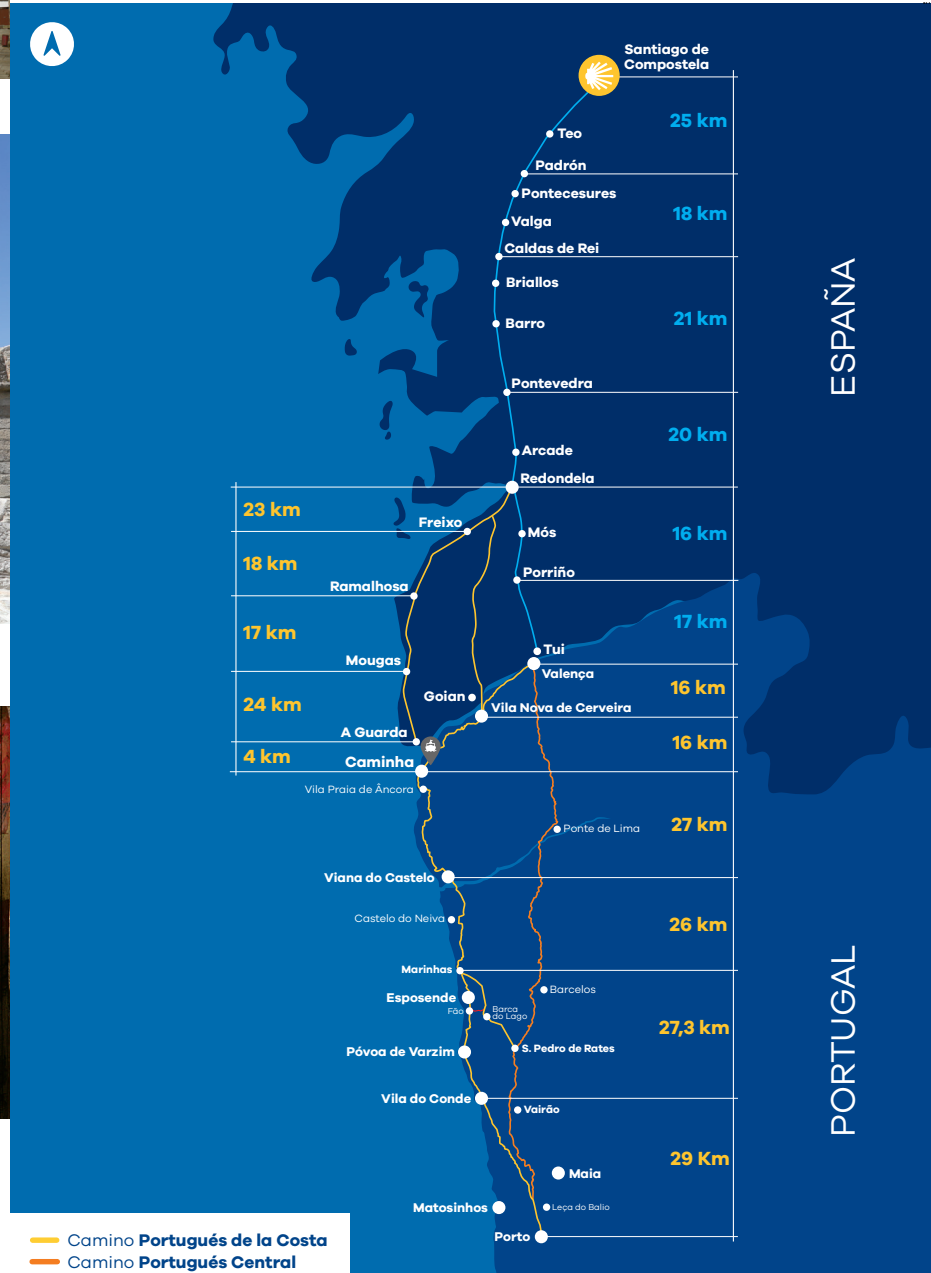 Santiago de
Compostela
25 km
Teo
Padrón
Pontecesures
18 km
Valga
Caldas de Rei
Briallos
21 km
Barro
ESPAÑA
Pontevedra
20 km
Arcade
Redondela
23 km
Freixo
Mós
16 km
18 km
Porriño
Ramalhosa
17 km
17 km
Tui
Mougas
Valença
16 km
Goian
24 km
Vila Nova de Cerveira
A Guarda
16 km
4 km
Caminha
Vila Praia de Âncora
27 km
Ponte de Lima
Viana do Castelo
Castelo do Neiva
26 km
Marinhas
Barcelos
Esposende
Fão
Barca
do Lago
27,3 km
S. Pedro de Rates
Póvoa de Varzim
PORTUGAL
Vila do Conde
Vairão
29 Km
Maia
Matosinhos
Leça do Balio
Porto
Camino Portugués de la Costa
Camino Portugués Central